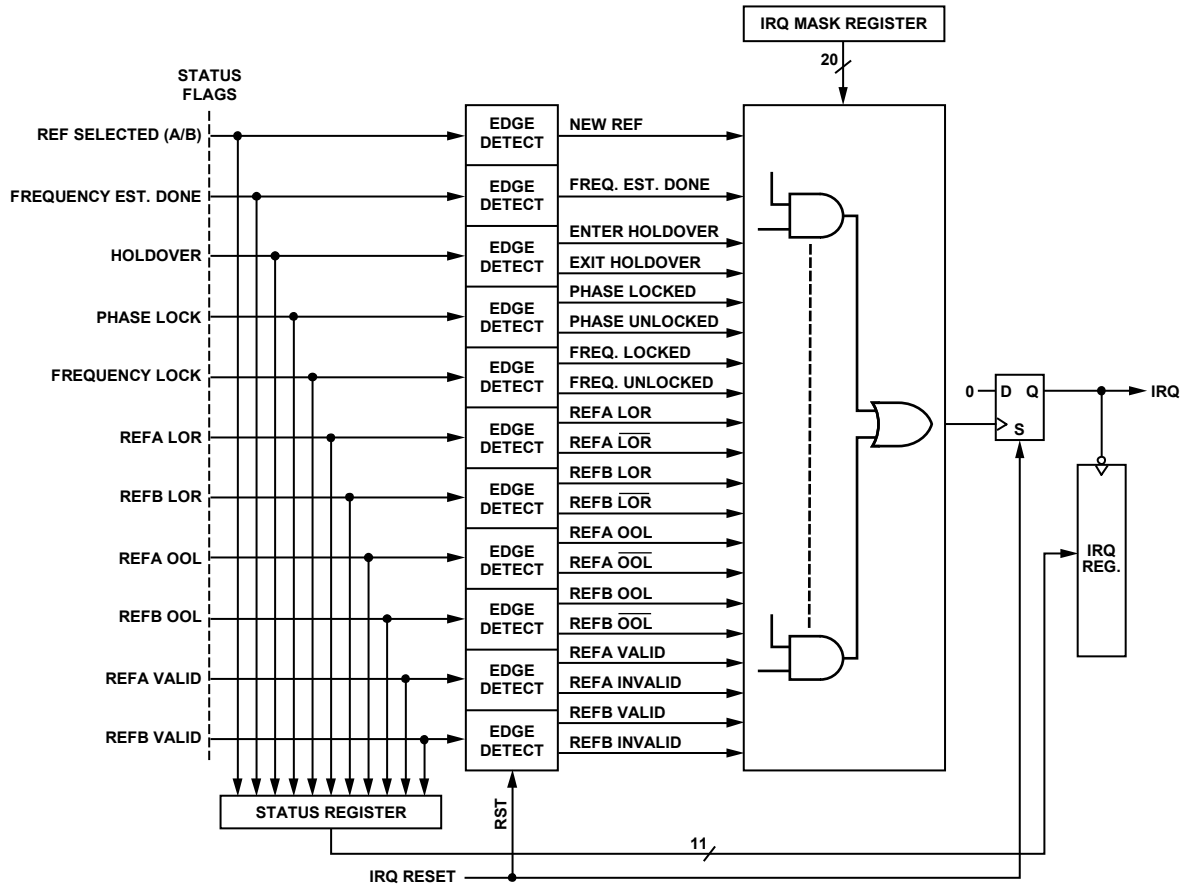 IRQ MASK REGISTER
20
STATUS
FLAGS
REF SELECTED (A/B)
FREQUENCY EST. DONE
HOLDOVER
PHASE LOCK
FREQUENCY LOCK
REFA LOR
REFB LOR
REFA OOL
REFB OOL
REFA VALID
REFB VALID
EDGE
DETECT
EDGE
DETECT
EDGE
DETECT
EDGE
DETECT
EDGE
DETECT
EDGE
DETECT
EDGE
DETECT
EDGE
DETECT
EDGE
DETECT
EDGE
DETECT
EDGE
DETECT
NEW REF
FREQ. EST. DONE
ENTER HOLDOVER
EXIT HOLDOVER
PHASE LOCKED
PHASE UNLOCKED
FREQ. LOCKED
FREQ. UNLOCKED
REFA LOR
REFA L̅O̅R̅
REFB LOR
REFB L̅O̅R̅
REFA OOL
REFA O̅O̅L̅
REFB OOL
REFB O̅O̅L̅
REFA VALID
REFA INVALID
REFB VALID
REFB INVALID
0
D Q
S
IRQ
IRQ
REG.
STATUS REGISTER
RST
11
IRQ RESET